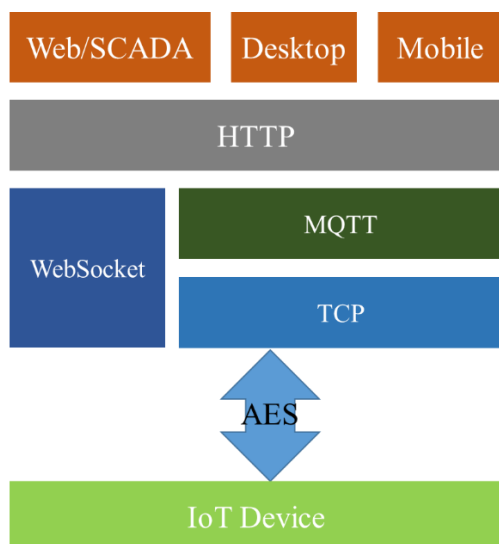 Web/SCADA
Desktop
Mobile
HTTP
WebSocket
MQTT
TCP
AES
IoT Device